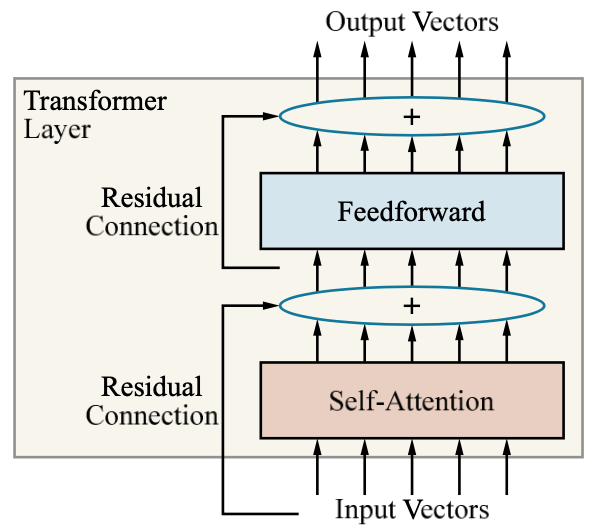 Output Vectors
Transformer
Layer
+
Residual
Connection
Feedforward
+
Residual
Connection
Self-Attention
Input Vectors